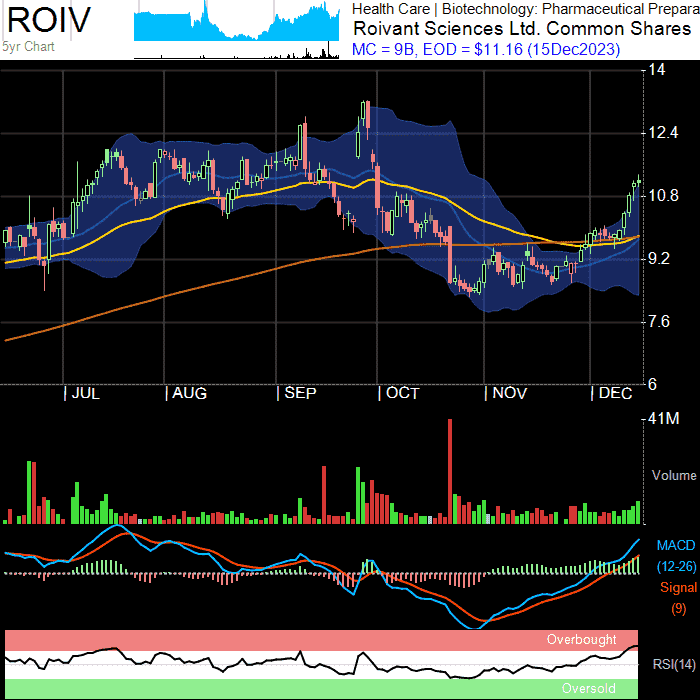 ROIV
5yr Chart
Health Care | Biotechnology: Pharmaceutical Prepara
Roivant Sciences Ltd. Common Shares
MC = 9B, EOD = $11.16 (15Dec2023)
14
12.4
10.8
9.2
7.6
6
| JUL | AUG | SEP | OCT | NOV | DEC
41M
Volume
MACD
(12-26)
Signal
(9)
Overbought
RSI(14)
Oversold